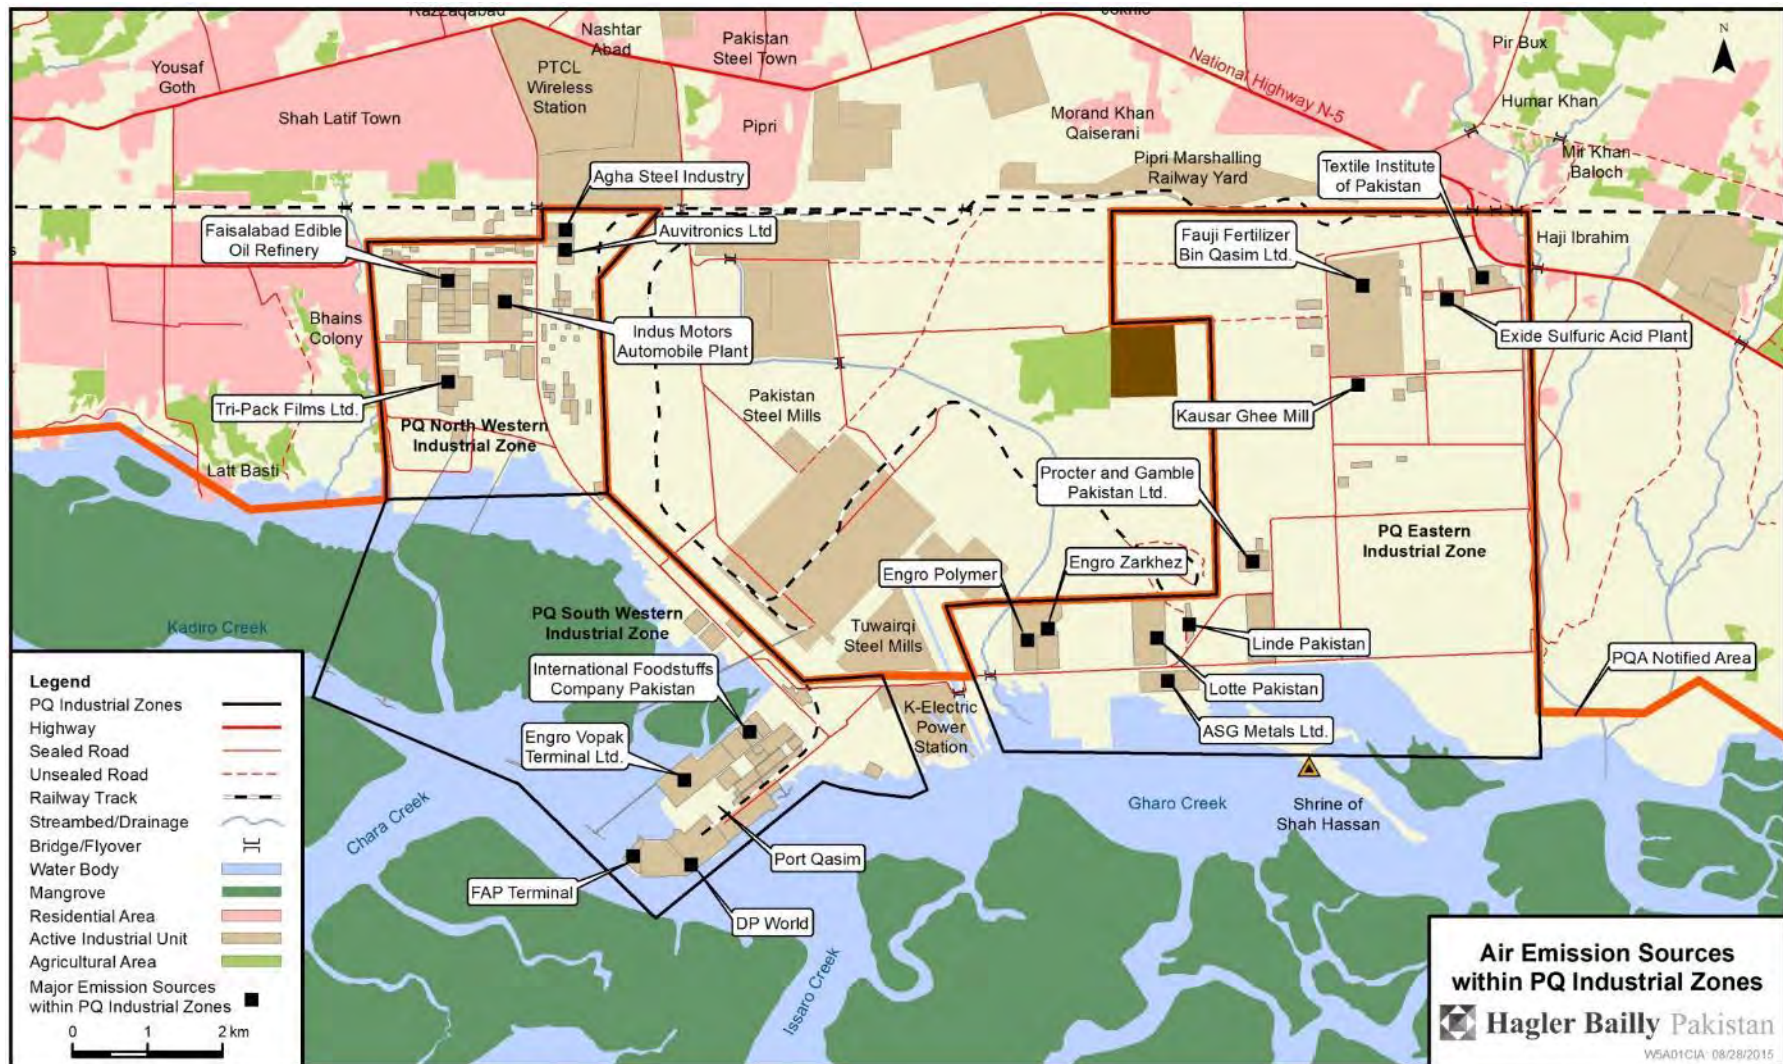 Razzaqabad
Jokhio
N
Nashtar
Abad
Pakistan
Steel Town
Pir Bux
Yousaf
Goth
PTCL
Wireless
Station
National Highway N-5
Shah Latif Town
Pipri
Morand Khan
Qaiserani
Humar Khan
Mir Khan
Baloch
Pipri Marshalling
Railway Yard
Textile Institute
of Pakistan
Agha Steel Industry
Faisalabad Edible
Oil Refinery
Auvitronics Ltd
Fauji Fertilizer
Bin Qasim Ltd.
Haji Ibrahim
Bhains
Colony
Indus Motors
Automobile Plant
Exide Sulfuric Acid Plant
Tri-Pack Films Ltd.
Pakistan
Steel Mills
Kausar Ghee Mill
PQ North Western
Industrial Zone
Latt Basti
Procter and Gamble
Pakistan Ltd.
PQ Eastern
Industrial Zone
Engro Polymer
Engro Zarkhez
Kadiro Creek
PQ South Western
Industrial Zone
Tuwairqi
Steel Mills
Linde Pakistan
PQA Notified Area
International Foodstuffs
Company Pakistan
Lotte Pakistan
K-Electric
Power
Station
ASG Metals Ltd.
Engro Vopak
Terminal Ltd.
Chara Creek
Gharo Creek
Shrine of
Shah Hassan
Port Qasim
FAP Terminal
DP World
Issaro Creek
Legend
PQ Industrial Zones
Highway
Sealed Road
Unsealed Road
Railway Track
Streambed/Drainage
Bridge/Flyover
Water Body
Mangrove
Residential Area
Active Industrial Unit
Agricultural Area
Major Emission Sources
within PQ Industrial Zones
0 1 2 km
Air Emission Sources
within PQ Industrial Zones
Hagler Bailly Pakistan
W5A01CIA: 08/28/2015